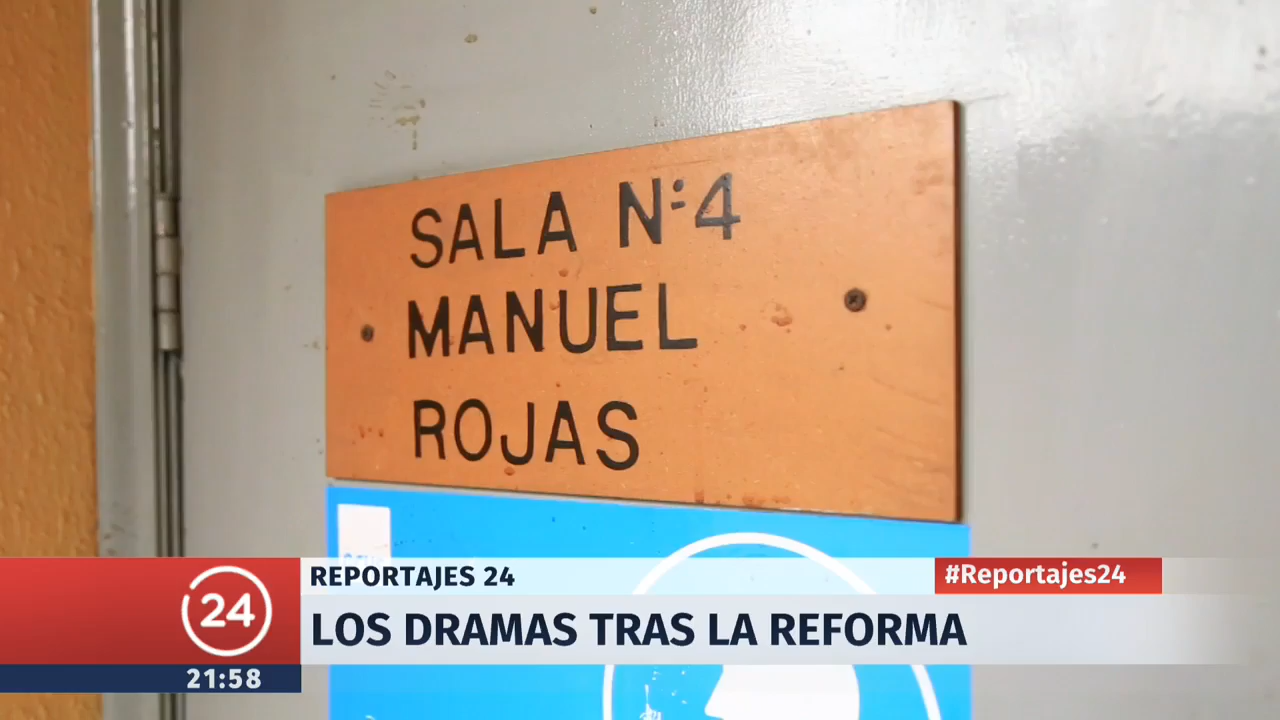 SALA N:4
MANUEL
ROJAS
REPORTAJES 24
#Reportajes24
24
LOS DRAMAS TRAS LA REFORMA
21:58